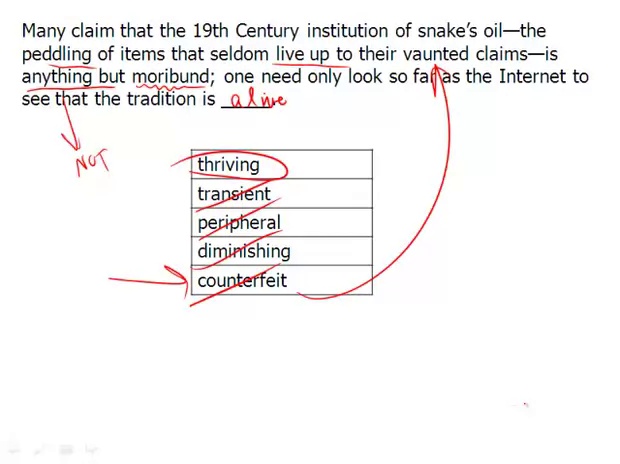 Many claim that the 19th Century institution of snake's oil—the
peddling of items that seldom live up to their vaunted claims—is
anything but moribund; one need only look so far as the Internet to
see that the tradition is alive
NOT
thriving
transient
peripheral
diminishing
counterfeit